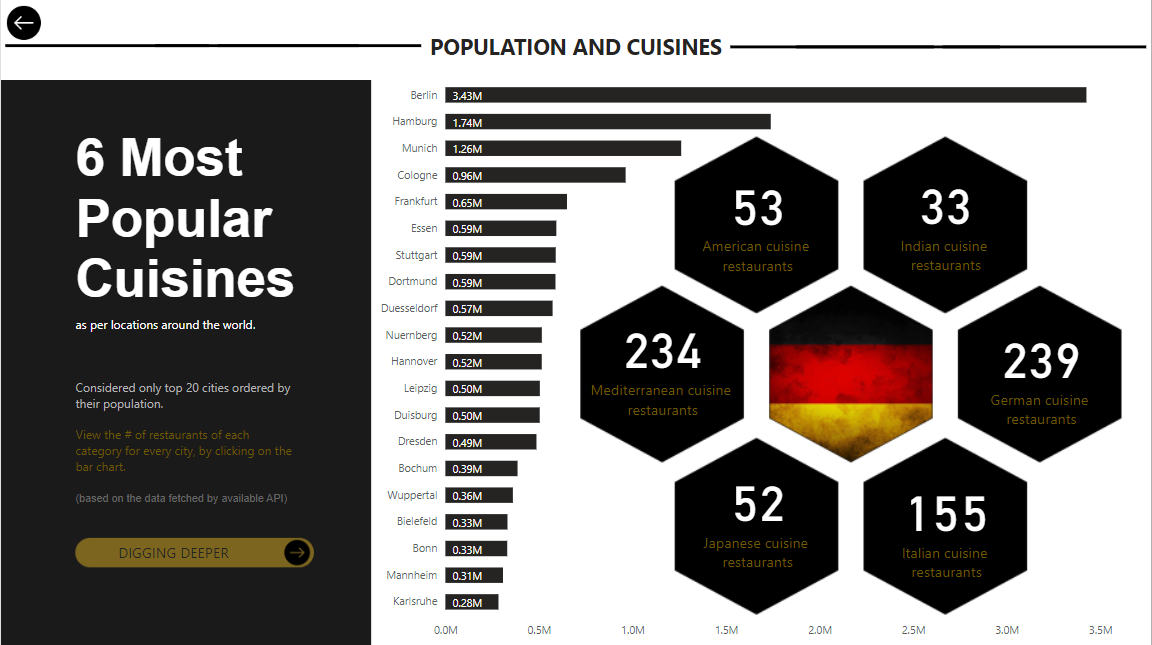 POPULATION AND CUISINES
6 Most
Popular
Cuisines
as per locations around the world.
Considered only top 20 cities ordered by
their population.
View the # of restaurants of each
category for every city, by clicking on the
bar chart.
(based on the data fetched by available API)
DIGGING DEEPER
Berlin 3.43M
Hamburg 1.74M
Munich 1.26M
Cologne 0.96M
Frankfurt 0.65M
Essen 0.59M
Stuttgart 0.59M
Dortmund 0.59M
Duesseldorf 0.57M
Nuernberg 0.52M
Hannover 0.52M
Leipzig 0.50M
Duisburg 0.50M
Dresden 0.49M
Bochum 0.39M
Wuppertal 0.36M
Bielefeld 0.33M
Bonn 0.33M
Mannheim 0.31M
Karlsruhe 0.28M
0.0M 0.5M 1.0M 1.5M 2.0M 2.5M 3.0M 3.5M
53
American cuisine
restaurants
33
Indian cuisine
restaurants
234
Mediterranean cuisine
restaurants
239
German cuisine
restaurants
52
Japanese cuisine
restaurants
155
Italian cuisine
restaurants